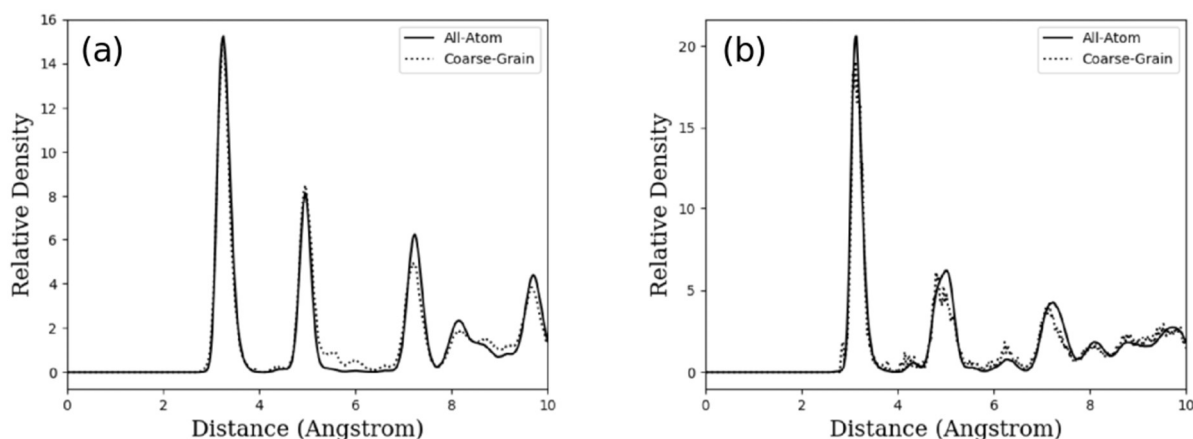 (a)
All-Atom
Coarse-Grain
16
14
12
10
8
6
4
2
0
Relative Density
0 2 4 6 8 10
Distance (Angstrom)
(b)
All-Atom
Coarse-Grain
20
15
10
5
0
Relative Density
0 2 4 6 8 10
Distance (Angstrom)